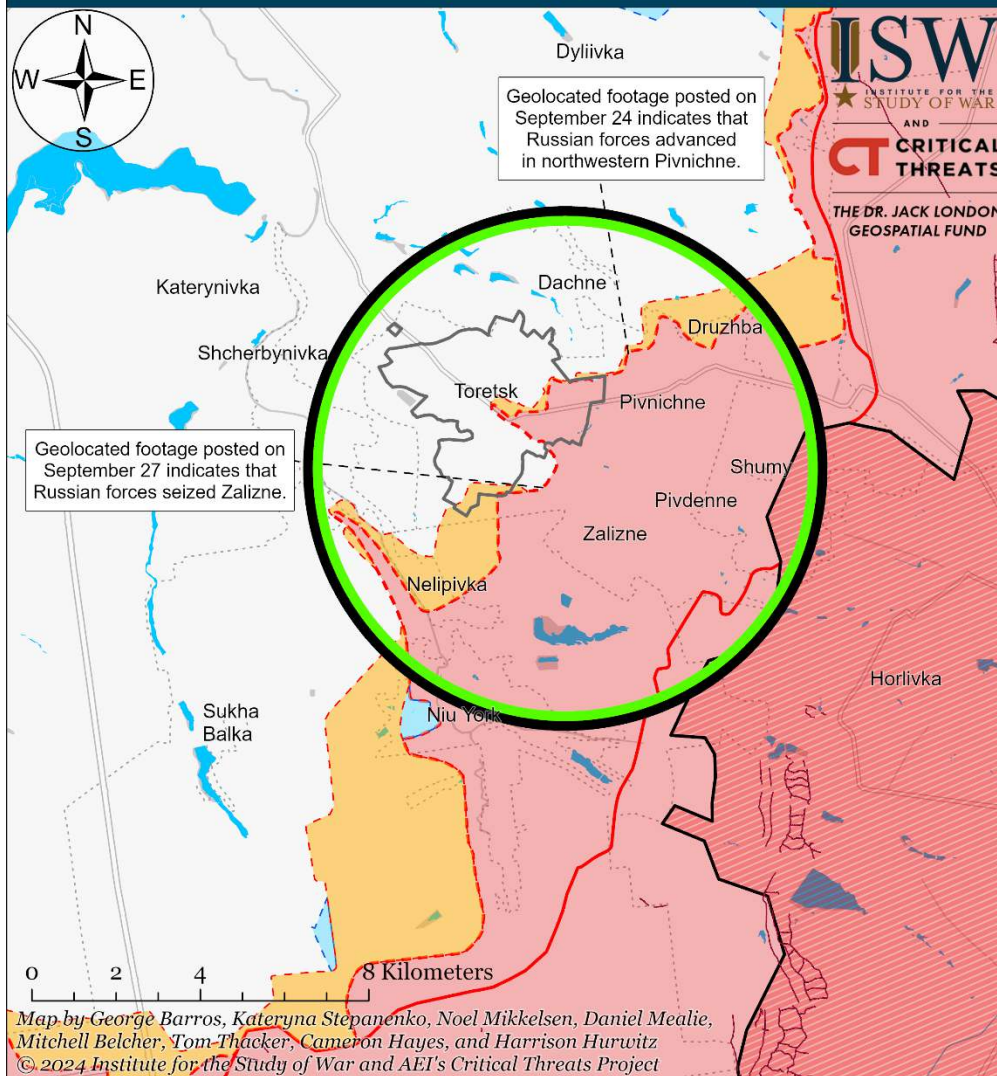 N
W E
S
Dyliivka
ISW
INSTITUTE FOR THE
STUDY OF WAR
AND
CT CRITICAL
THREATS
THE DR. JACK LONDON
GEOSPATIAL FUND
Geolocated footage posted on
September 24 indicates that
Russian forces advanced
in northwestern Pivnichne.
Katerynivka
Dachne
Shcherbynivka
Druzhba
Toretsk
Pivnichne
Geolocated footage posted on
September 27 indicates that
Russian forces seized Zalizne.
Shumy
Pivdenne
Zalizne
Nelipivka
Horlivka
Niu York
Sukha
Balka
0 2 4 8 Kilometers
Map by George Barros, Kateryna Stepanenko, Noel Mikkelsen, Daniel Mealie,
Mitchell Belcher, Tom Thacker, Cameron Hayes, and Harrison Hurwitz
© 2024 Institute for the Study of War and AEI's Critical Threats Project